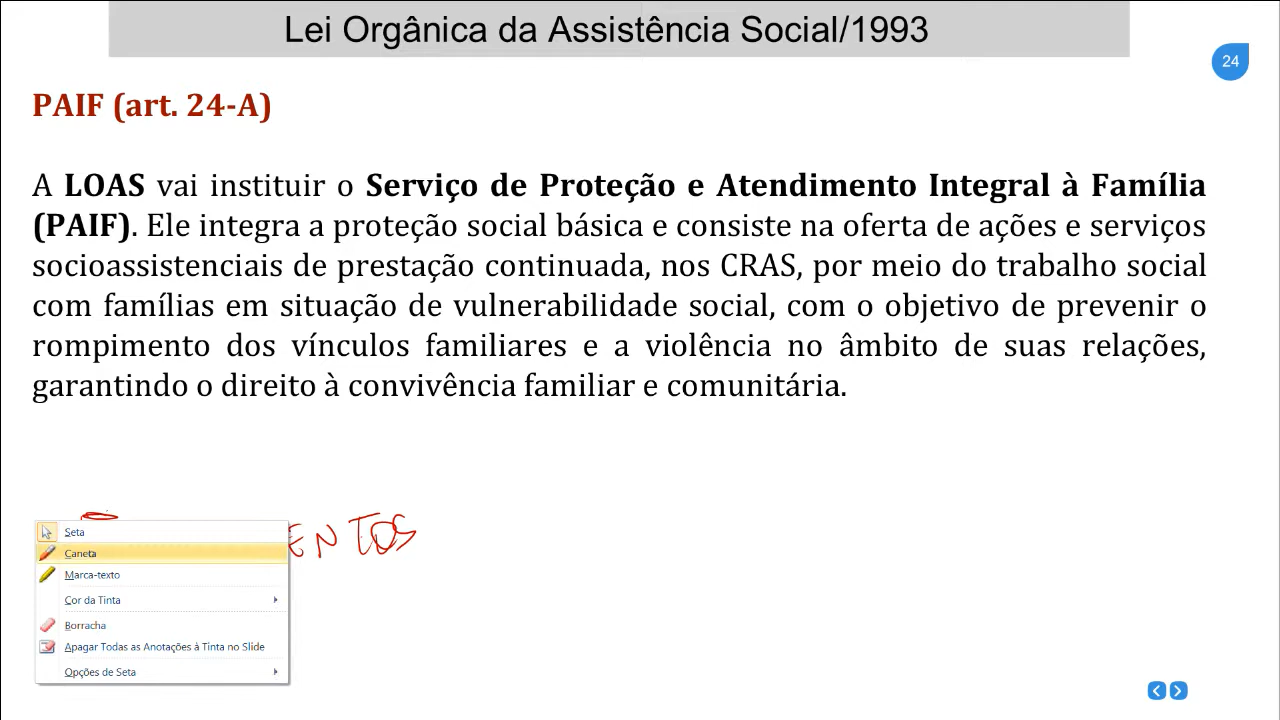 Lei Orgânica da Assistência Social/1993
24
PAIF (art. 24-A)
A LOAS vai instituir o Serviço de Proteção e Atendimento Integral à Família
(PAIF). Ele integra a proteção social básica e consiste na oferta de ações e serviços
socioassistenciais de prestação continuada, nos CRAS, por meio do trabalho social
com famílias em situação de vulnerabilidade social, com o objetivo de prevenir o
rompimento dos vínculos familiares e a violência no âmbito de suas relações,
garantindo o direito à convivência familiar e comunitária.
ENTOS
Seta
Caneta
Marca-texto
Cor da Tinta
Borracha
Apagar Todas as Anotações à Tinta no Slide
Opções de Seta